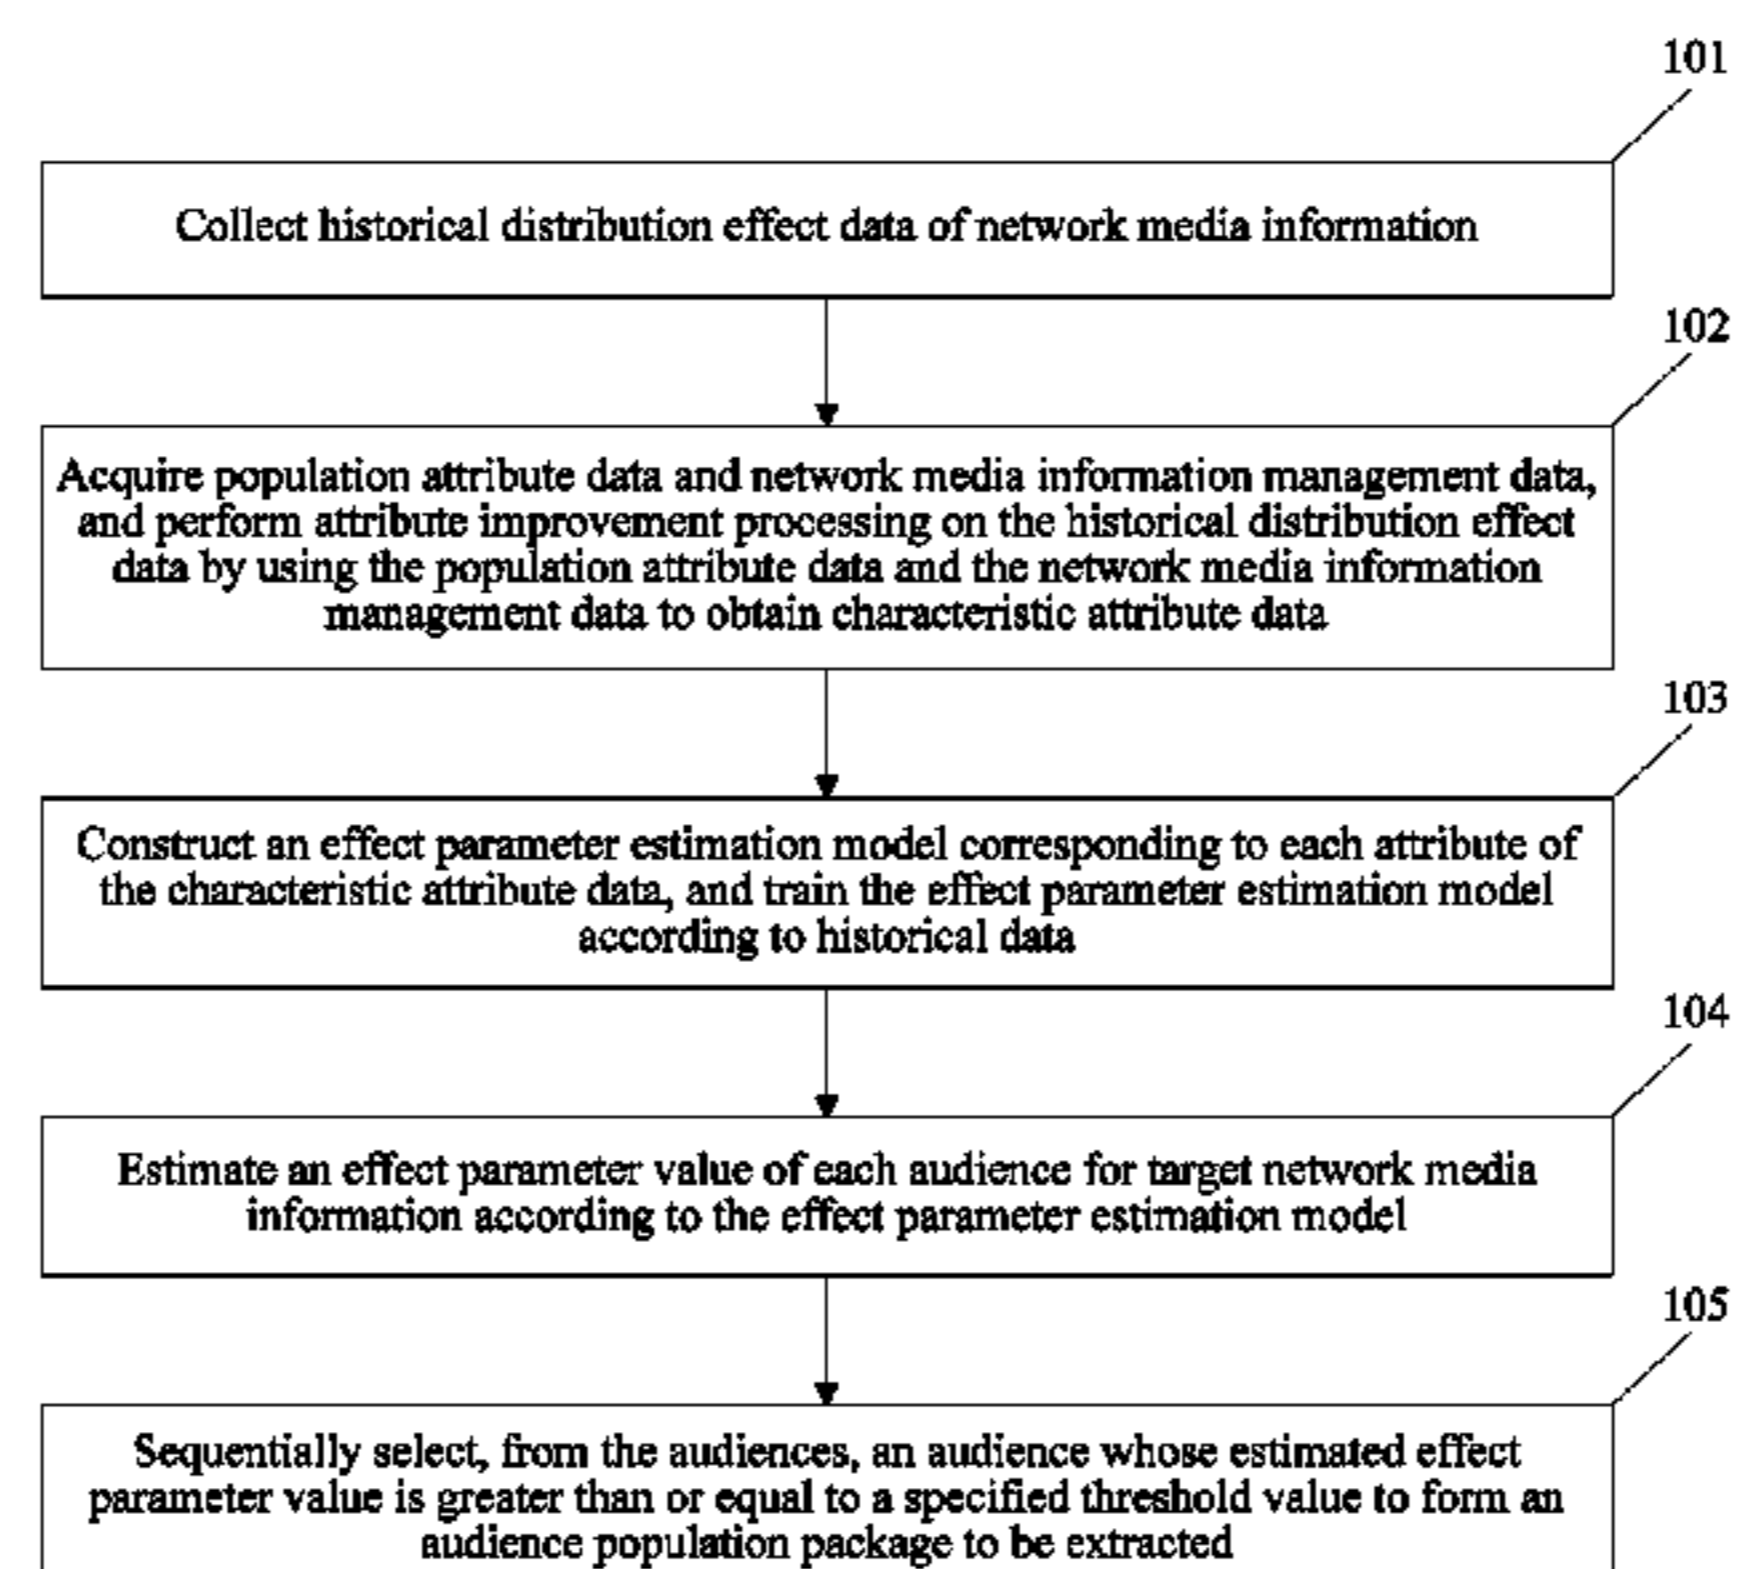 101
Collect historical distribution effect data of network media information
102
Acquire population attribute data and network media information management data,
and perform attribute improvement processing on the historical distribution effect
data by using the population attribute data and the network media information
management data to obtain characteristic attribute data
103
Construct an effect parameter estimation model corresponding to each attribute of
the characteristic attribute data, and train the effect parameter estimation model
according to historical data
104
Estimate an effect parameter value of each audience for target network media
information according to the effect parameter estimation model
105
Sequentially select, from the audiences, an audience whose estimated effect
parameter value is greater than or equal to a specified threshold value to form an
audience population package to be extracted